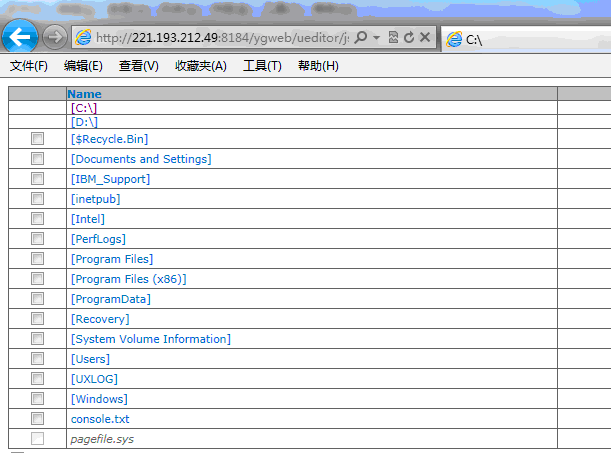 http://221.193.212.49:8184/ygweb/ueditor/j
C:\
文件(F) 编辑(E) 查看(V) 收藏夹(A) 工具(T) 帮助(H)
Name
[C:\]
[D:\]
[$Recycle.Bin]
[Documents and Settings]
[IBM_Support]
[inetpub]
[Intel]
[PerfLogs]
[Program Files]
[Program Files (x86)]
[ProgramData]
[Recovery]
[System Volume Information]
[Users]
[UXLOG]
[Windows]
console.txt
pagefile.sys